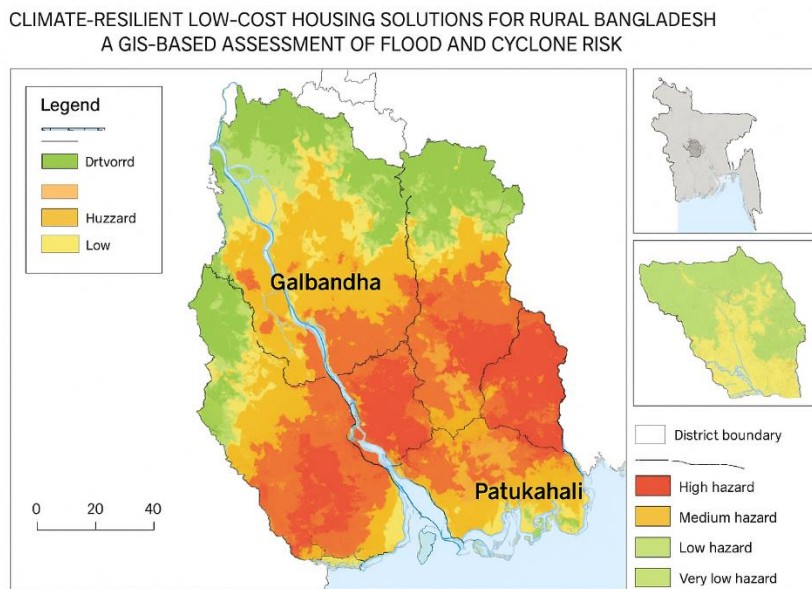 CLIMATE-RESILIENT LOW-COST HOUSING SOLUTIONS FOR RURAL BANGLADESH
A GIS-BASED ASSESSMENT OF FLOOD AND CYCLONE RISK
Legend
Drtvorrd
Huzzard
Low
Galbandha
Patukahali
0 20 40
District boundary
High hazard
Medium hazard
Low hazard
Very low hazard